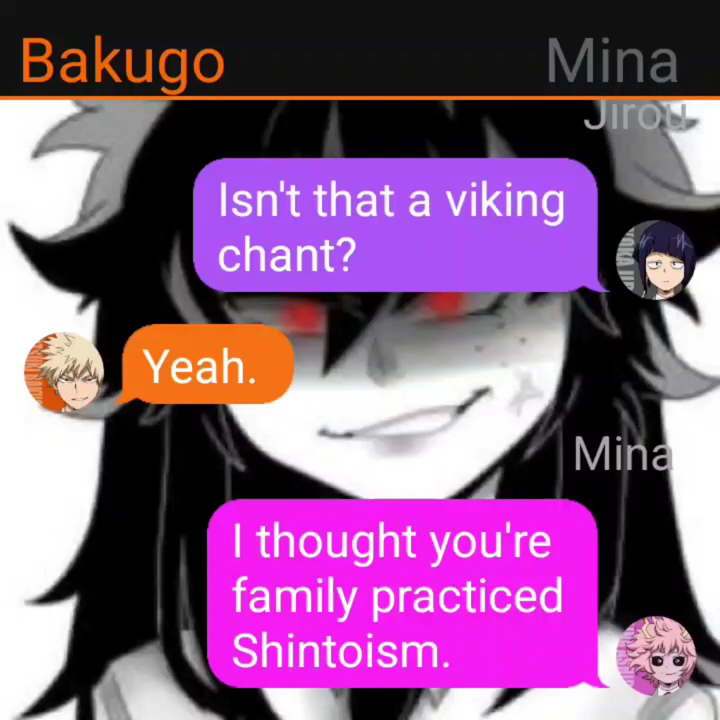 Bakugo
Mina
Jirou
Isn't that a viking
chant?
Yeah.
Mina
I thought you're
family practiced
Shintoism.